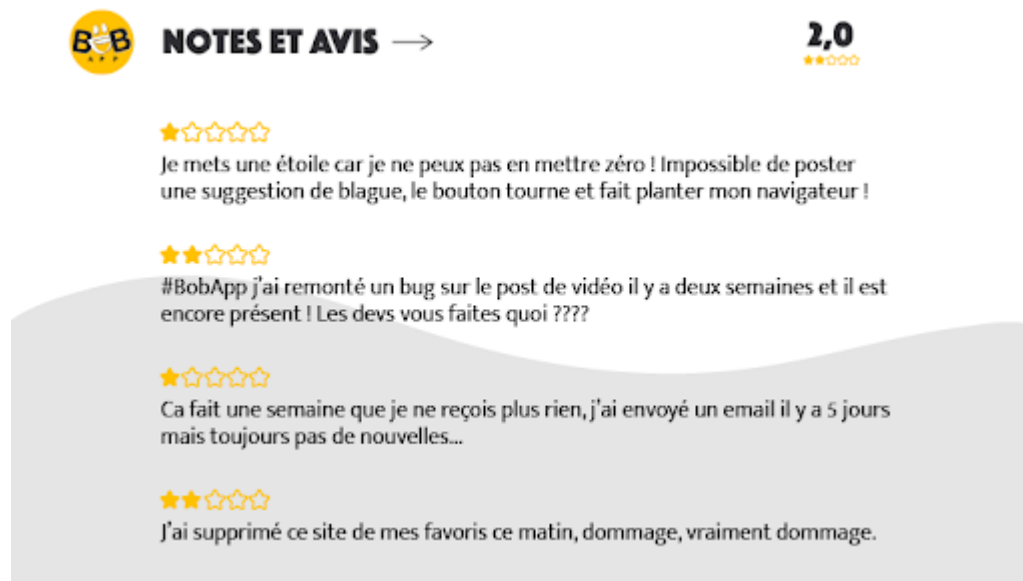 BOB
APP
NOTES ET AVIS
2,0
Je mets une étoile car je ne peux pas en mettre zéro ! Impossible de poster
une suggestion de blague, le bouton tourne et fait planter mon navigateur !
#BobApp j'ai remonté un bug sur le post de vidéo il y a deux semaines et il est
encore présent ! Les devs vous faites quoi ????
Ca fait une semaine que je ne reçois plus rien, j'ai envoyé un email il y a 5 jours
mais toujours pas de nouvelles...
J'ai supprimé ce site de mes favoris ce matin, dommage, vraiment dommage.